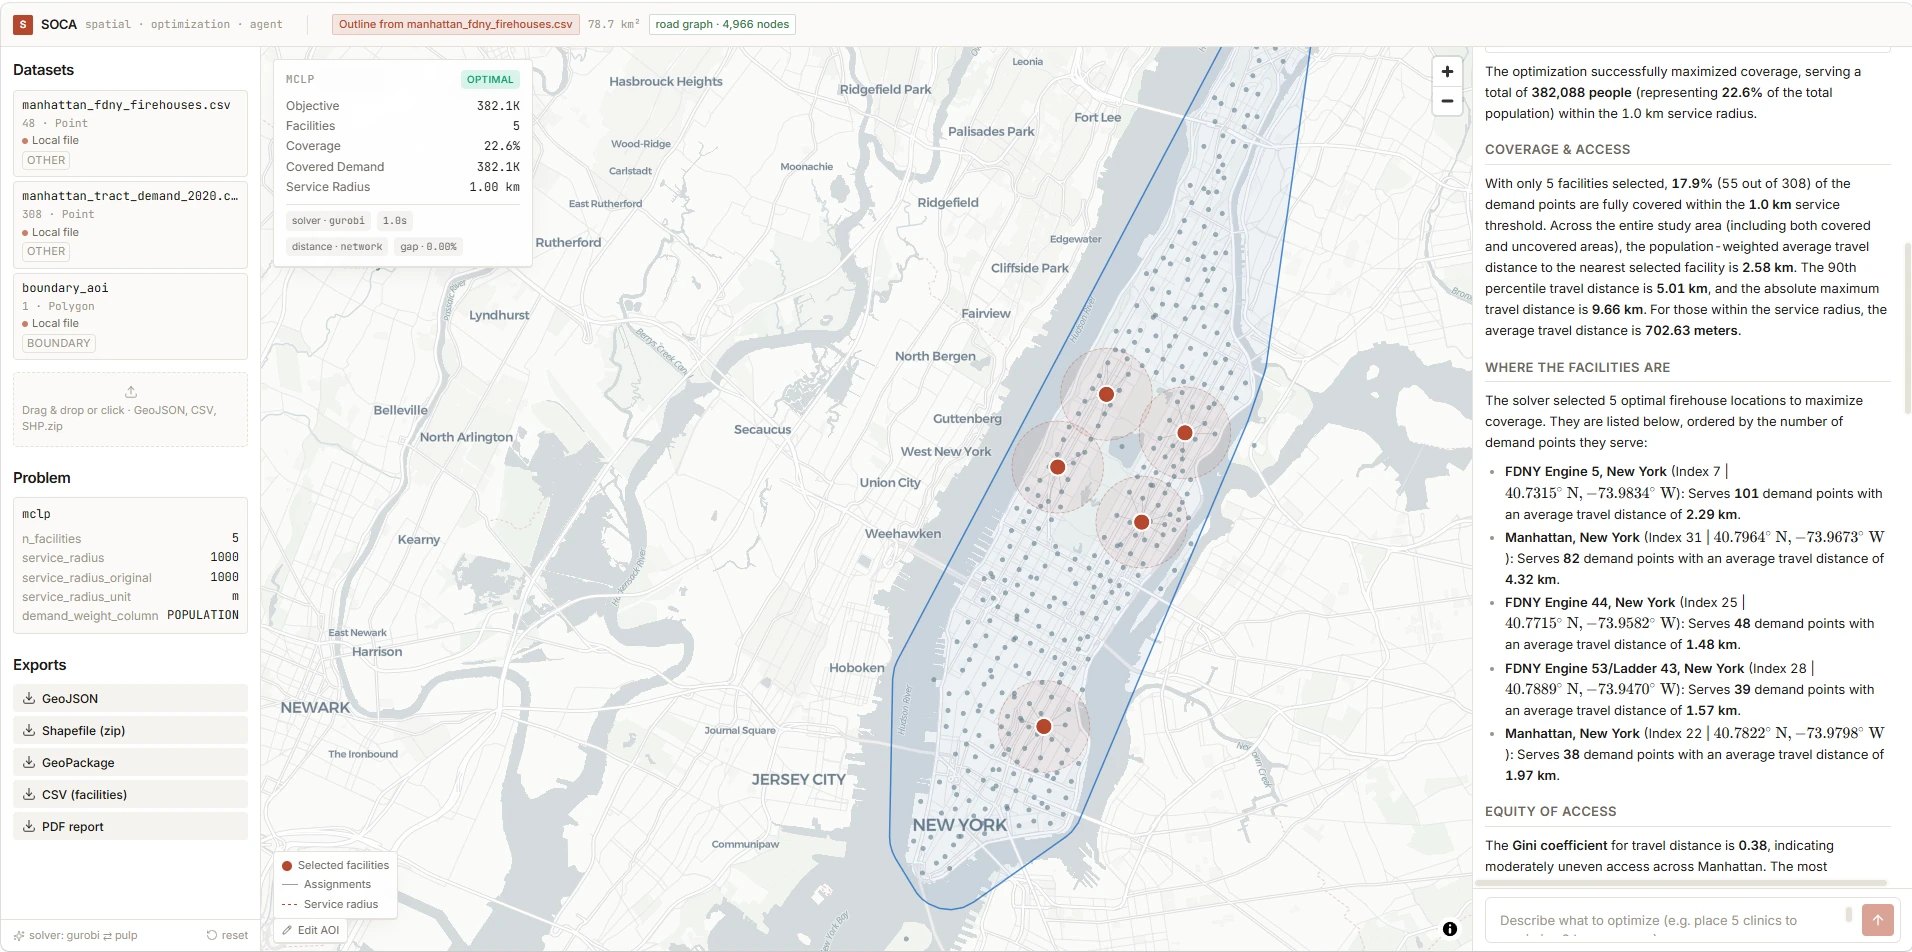 S SOCA spatial · optimization · agent
Outline from manhattan_fdny_firehouses.csv 78.7 km² road graph · 4,966 nodes
Datasets
manhattan_fdny_firehouses.csv
48 · Point
Local file
OTHER
manhattan_tract_demand_2020.c…
308 · Point
Local file
OTHER
boundary_aoi
1 · Polygon
Local file
BOUNDARY
Drag & drop or click · GeoJSON, CSV,
SHP.zip
Problem
mclp
n_facilities 5
service_radius 1000
service_radius_original 1000
service_radius_unit m
demand_weight_column POPULATION
Exports
GeoJSON
Shapefile (zip)
GeoPackage
CSV (facilities)
PDF report
solver: gurobi ⇄ pulp reset
MCLP OPTIMAL
Objective 382.1K
Facilities 5
Coverage 22.6%
Covered Demand 382.1K
Service Radius 1.00 km
solver · gurobi 1.0s
distance · network gap · 0.00%
Hasbrouck Heights
Leonia
Ridgefield Park
Fort Lee
Palisades Park
Wood-Ridge
Moonachie
Carlstadt
East Rutherford
Ridgefield
Rutherford
Edgewater
Cliffside Park
Passaic River
Lyndhurst
Fairview
Hudson River
Berrys Creek Canal
North Bergen
Belleville
Guttenberg
North Arlington
Secaucus
West New York
Union City
Weehawken
Kearny
Hackensack River
East Newark
Harrison
Hoboken
NEWARK
Hudson River
Journal Square
The Ironbound
JERSEY CITY
NEW YORK
Communipaw
Selected facilities
Assignments
Service radius
Edit AOI
The optimization successfully maximized coverage, serving a
total of 382,088 people (representing 22.6% of the total
population) within the 1.0 km service radius.
COVERAGE & ACCESS
With only 5 facilities selected, 17.9% (55 out of 308) of the
demand points are fully covered within the 1.0 km service
threshold. Across the entire study area (including both covered
and uncovered areas), the population-weighted average travel
distance to the nearest selected facility is 2.58 km. The 90th
percentile travel distance is 5.01 km, and the absolute maximum
travel distance is 9.66 km. For those within the service radius, the
average travel distance is 702.63 meters.
WHERE THE FACILITIES ARE
The solver selected 5 optimal firehouse locations to maximize
coverage. They are listed below, ordered by the number of
demand points they serve:
• FDNY Engine 5, New York (Index 7 |
40.7315° N, −73.9834° W): Serves 101 demand points with
an average travel distance of 2.29 km.
• Manhattan, New York (Index 31 | 40.7964° N, −73.9673° W
): Serves 82 demand points with an average travel distance of
4.32 km.
• FDNY Engine 44, New York (Index 25 |
40.7715° N, −73.9582° W): Serves 48 demand points with
an average travel distance of 1.48 km.
• FDNY Engine 53/Ladder 43, New York (Index 28 |
40.7889° N, −73.9470° W): Serves 39 demand points with
an average travel distance of 1.57 km.
• Manhattan, New York (Index 22 | 40.7822° N, −73.9798° W
): Serves 38 demand points with an average travel distance of
1.97 km.
EQUITY OF ACCESS
The Gini coefficient for travel distance is 0.38, indicating
moderately uneven access across Manhattan. The most
Describe what to optimize (e.g. place 5 clinics to